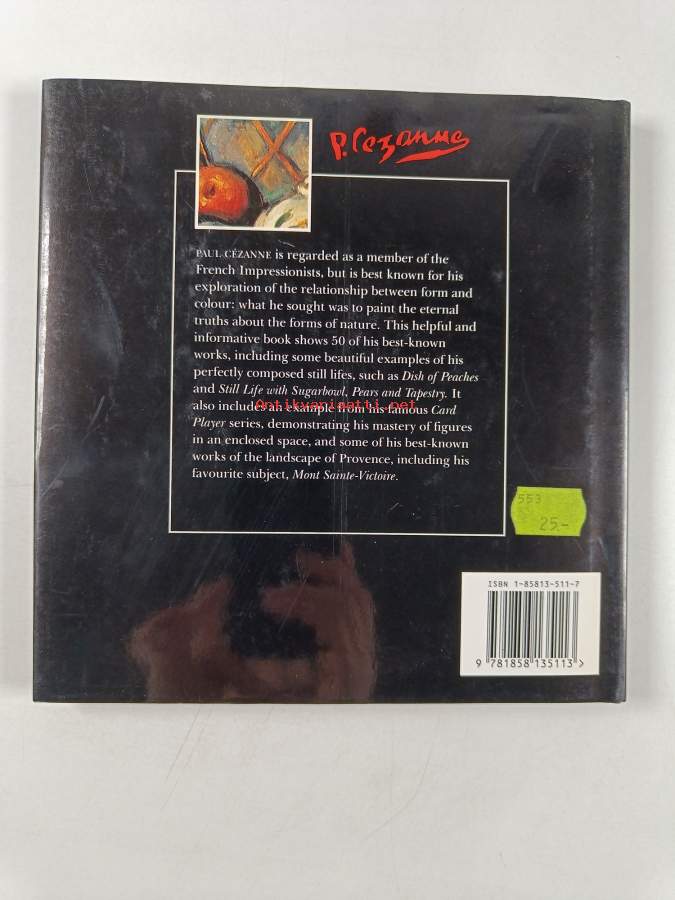 P. Cezanne
PAUL CÉZANNE is regarded as a member of the
French Impressionists, but is best known for his
exploration of the relationship between form and
colour: what he sought was to paint the eternal
truths about the forms of nature. This helpful and
informative book shows 50 of his best-known
works, including some beautiful examples of his
perfectly composed still lifes, such as Dish of Peaches
and Still Life with Sugarbowl, Pears and Tapestry. It
Antikvariaatti.net
also includes an example from his famous Card
Player series, demonstrating his mastery of figures
in an enclosed space, and some of his best-known
works of the landscape of Provence, including his
favourite subject, Mont Sainte-Victoire.
553
25.-
ISBN 1-85813-511-7
9 781858 135113 >